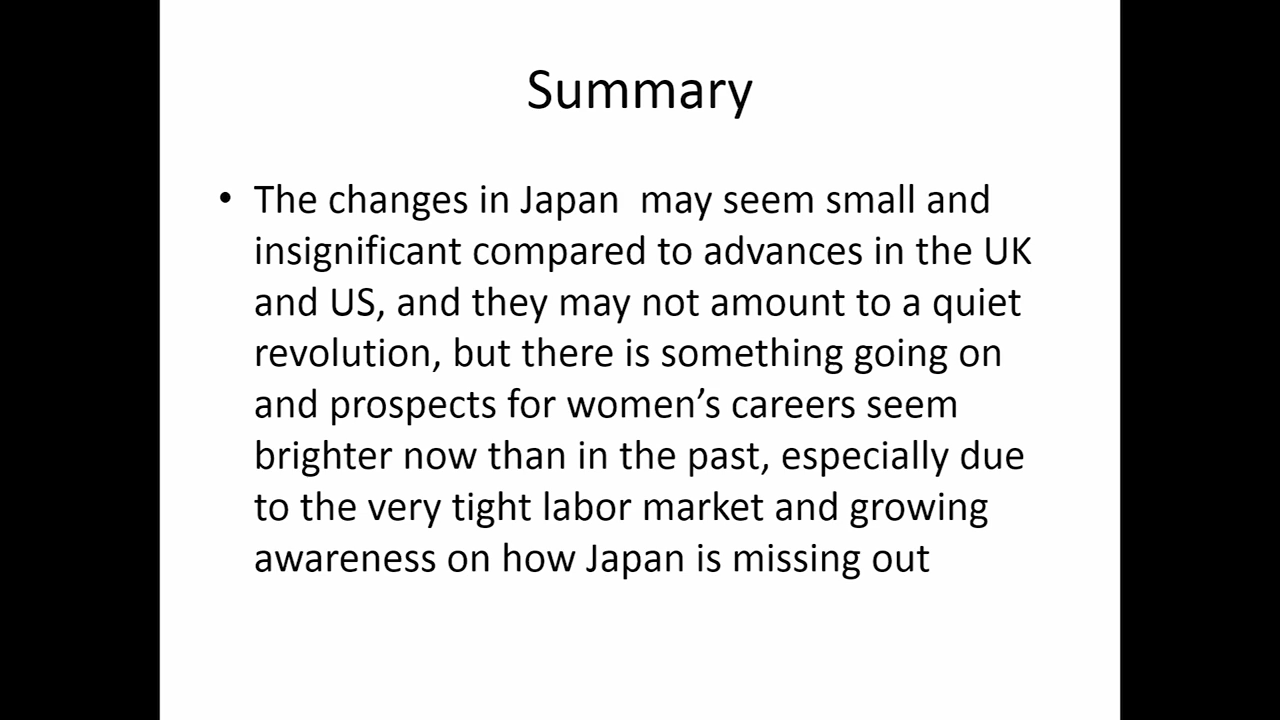 Summary
• The changes in Japan  may seem small and
insignificant compared to advances in the UK
and US, and they may not amount to a quiet
revolution, but there is something going on
and prospects for women’s careers seem
brighter now than in the past, especially due
to the very tight labor market and growing
awareness on how Japan is missing out